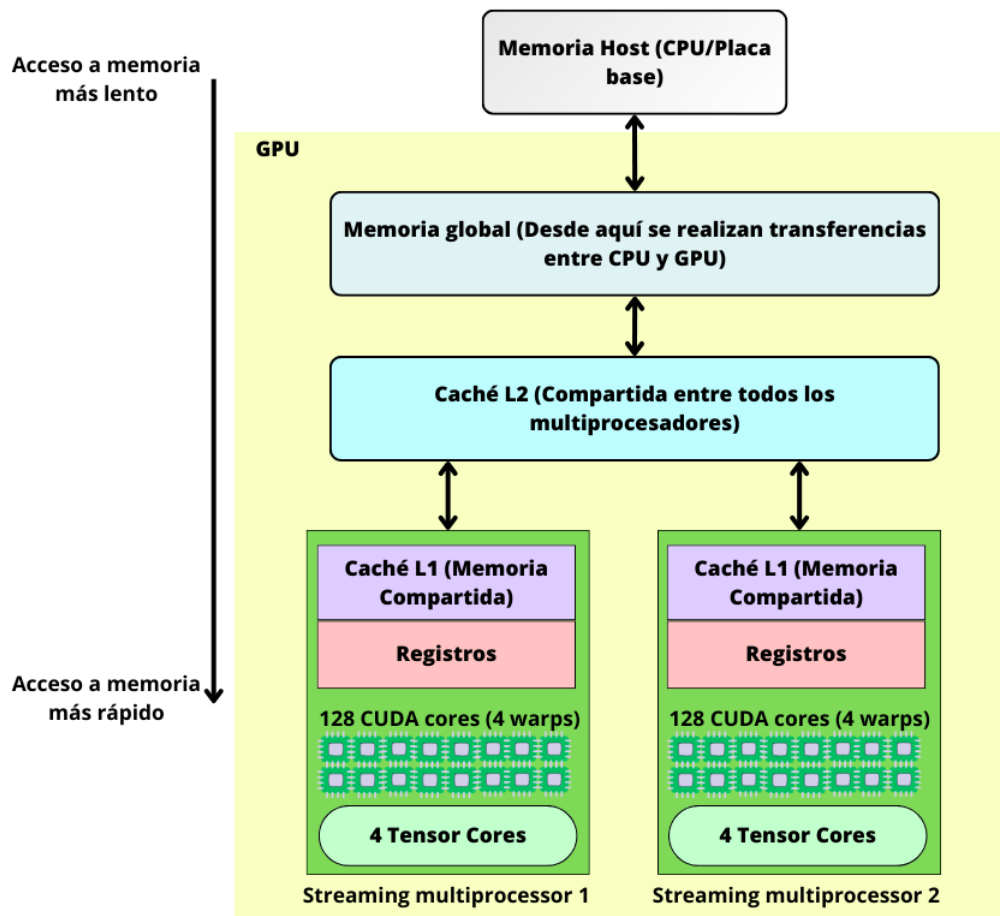 Memoria Host (CPU/Placa
base)
Acceso a memoria
más lento
GPU
Memoria global (Desde aquí se realizan transferencias
entre CPU y GPU)
Caché L2 (Compartida entre todos los
multiprocesadores)
Caché L1 (Memoria
Compartida)
Registros
128 CUDA cores (4 warps)
4 Tensor Cores
Streaming multiprocessor 1
Caché L1 (Memoria
Compartida)
Registros
128 CUDA cores (4 warps)
4 Tensor Cores
Streaming multiprocessor 2
Acceso a memoria
más rápido